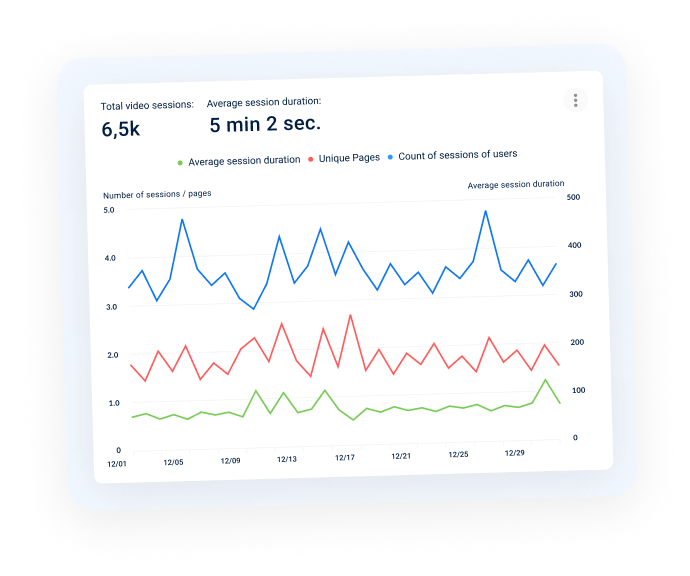 Total video sessions: Average session duration:
6,5k 5 min 2 sec.
Average session duration Unique Pages Count of sessions of users
Number of sessions / pages Average session duration
5.0 500
4.0 400
3.0 300
2.0 200
1.0 100
0 0
12/01 12/05 12/09 12/13 12/17 12/21 12/25 12/29